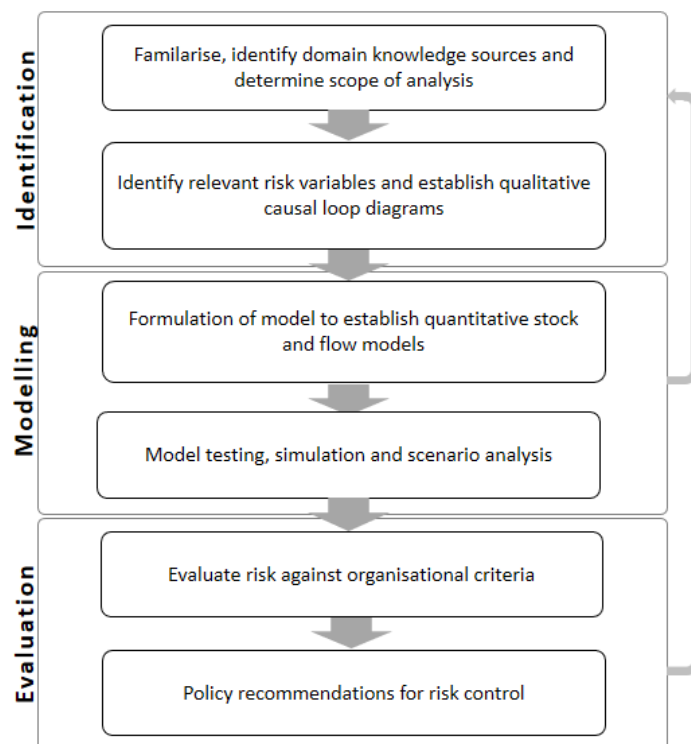 Identification
Familarise, identify domain knowledge sources and
determine scope of analysis
Identify relevant risk variables and establish qualitative
causal loop diagrams
Modelling
Formulation of model to establish quantitative stock
and flow models
Model testing, simulation and scenario analysis
Evaluation
Evaluate risk against organisational criteria
Policy recommendations for risk control